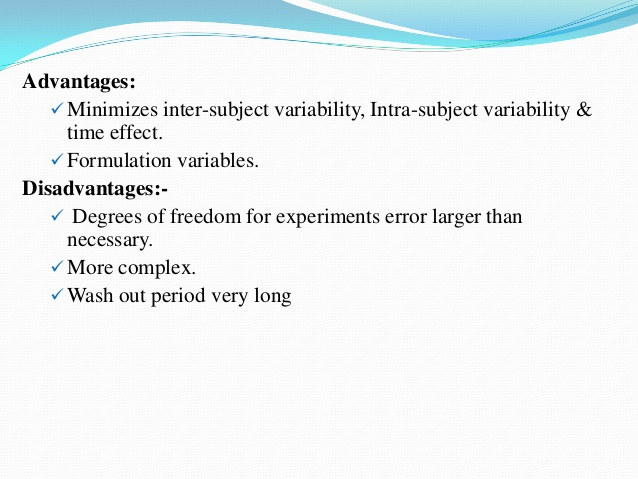 Advantages:
✓ Minimizes inter-subject variability, Intra-subject variability &
time effect.
✓ Formulation variables.
Disadvantages:-
✓ Degrees of freedom for experiments error larger than
necessary.
✓ More complex.
✓ Wash out period very long